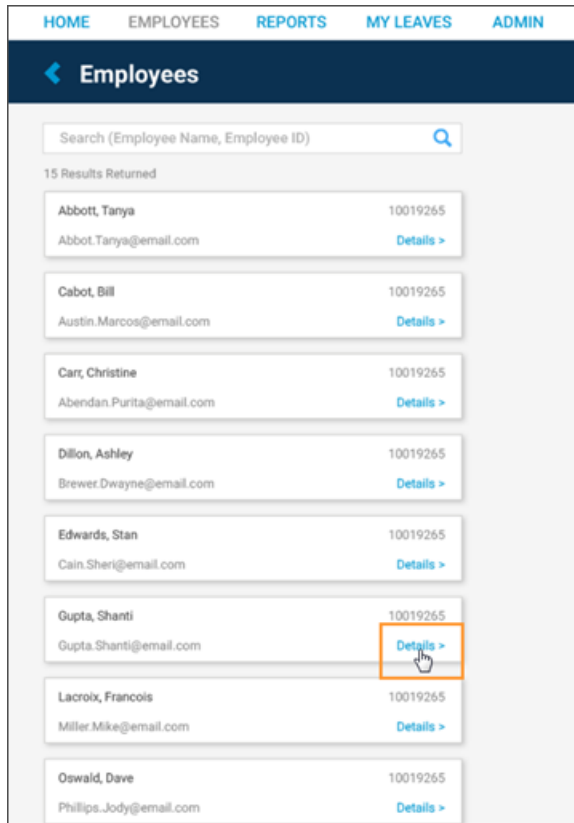 HOME EMPLOYEES REPORTS MY LEAVES ADMIN
Employees
Search (Employee Name, Employee ID)
15 Results Returned
Abbott, Tanya 10019265
Abbot.Tanya@email.com Details >
Cabot, Bill 10019265
Austin.Marcos@email.com Details >
Carr, Christine 10019265
Abendan.Purita@email.com Details >
Dillon, Ashley 10019265
Brewer.Dwayne@email.com Details >
Edwards, Stan 10019265
Cain.Sheri@email.com Details >
Gupta, Shanti 10019265
Gupta.Shanti@email.com Details >
Lacroix, Francois 10019265
Miller.Mike@email.com Details >
Oswald, Dave 10019265
Phillips.Jody@email.com Details >